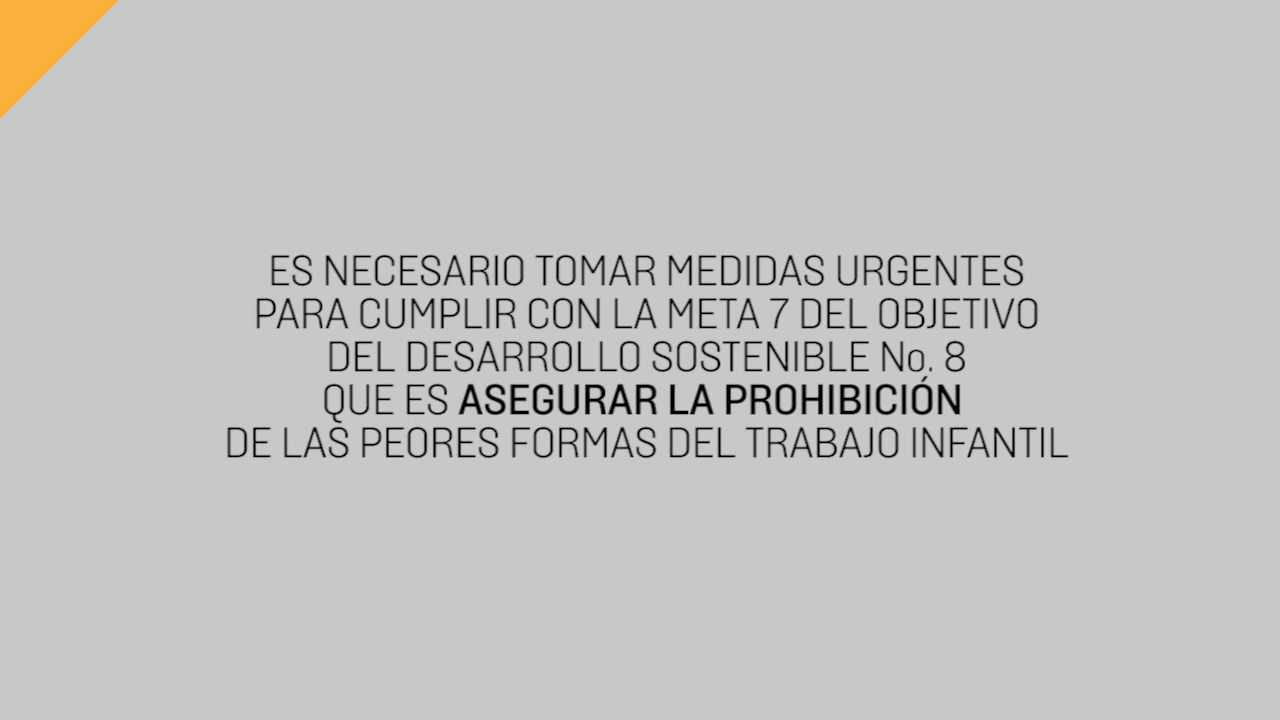 ES NECESARIO TOMAR MEDIDAS URGENTES
PARA CUMPLIR CON LA META 7 DEL OBJETIVO
DEL DESARROLLO SOSTENIBLE No. 8
QUE ES ASEGURAR LA PROHIBICIÓN
DE LAS PEORES FORMAS DEL TRABAJO INFANTIL